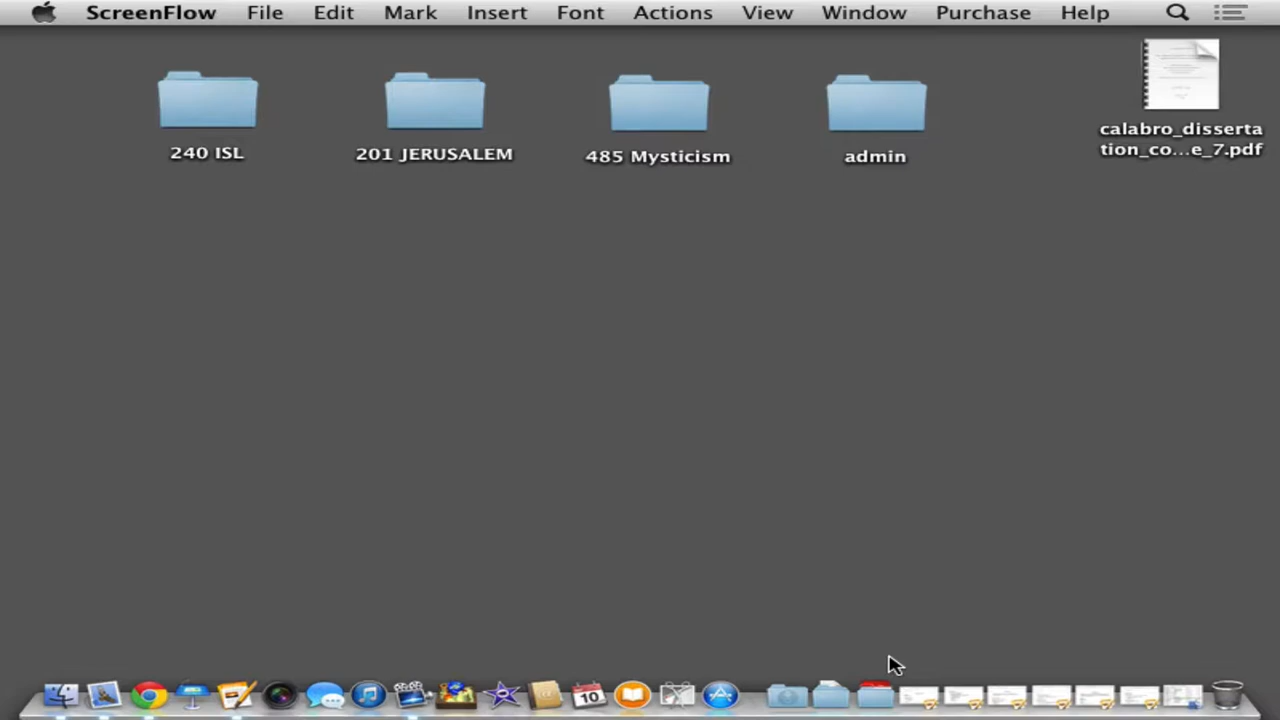 ScreenFlow File Edit Mark Insert Font Actions View Window Purchase Help
240 ISL
201 JERUSALEM
485 Mysticism
admin
calabro_disserta
tion_co...e_7.pdf
10